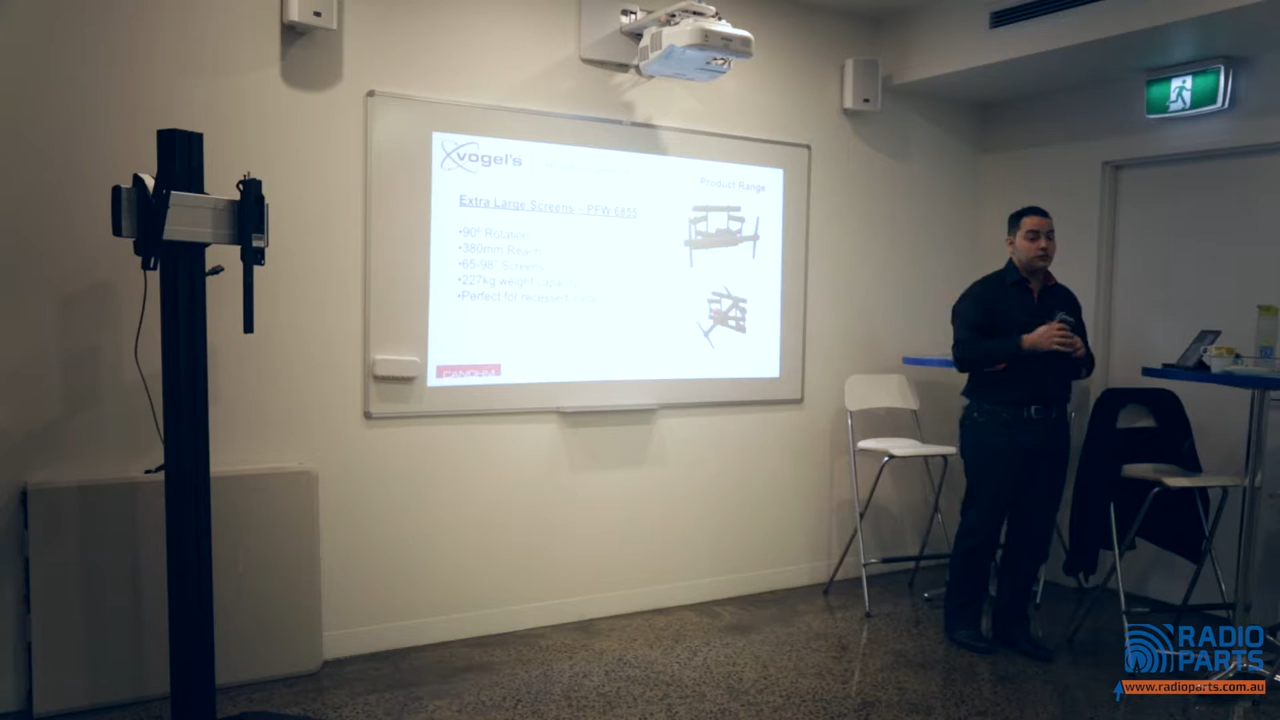 vogel's
Product Range
Extra Large Screens - PFW 6855
•90° Rotation
•380mm Reach
•65-98" Screens
•227kg weight capacity
•Perfect for recessed
RADIO
PARTS
www.radioparts.com.au